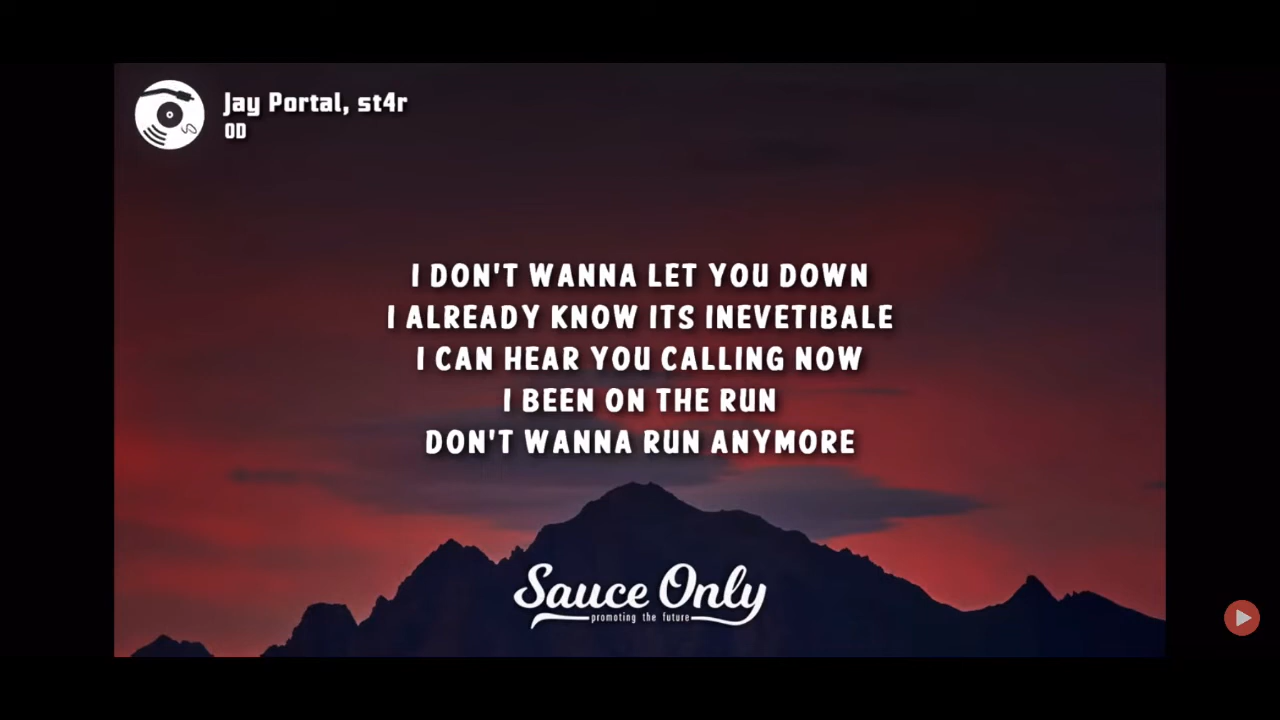 Jay Portal, st4r
OD
I DON'T WANNA LET YOU DOWN
I ALREADY KNOW ITS INEVETIBALE
I CAN HEAR YOU CALLING NOW
I BEEN ON THE RUN
DON'T WANNA RUN ANYMORE
Sauce Only
promoting the future